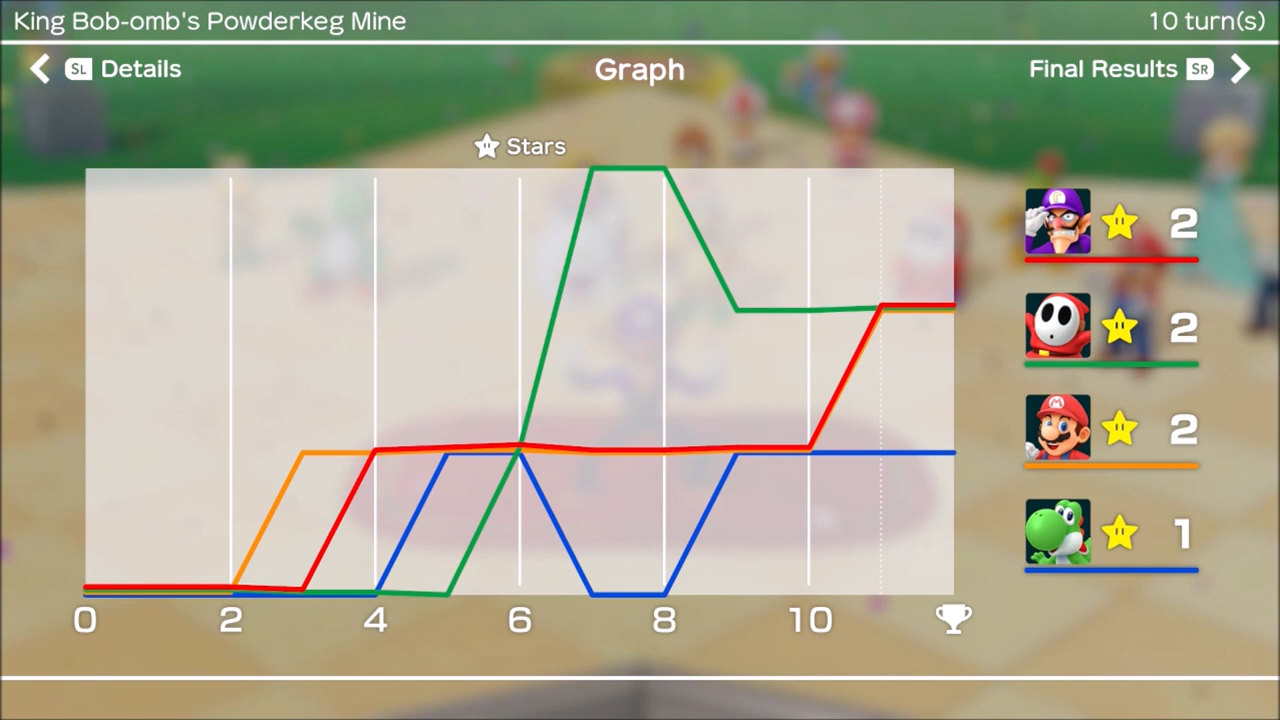 King Bob-omb's Powderkeg Mine
10 turn(s)
SL Details
Graph
Final Results SR
Stars
2
2
2
1
0 2 4 6 8 10